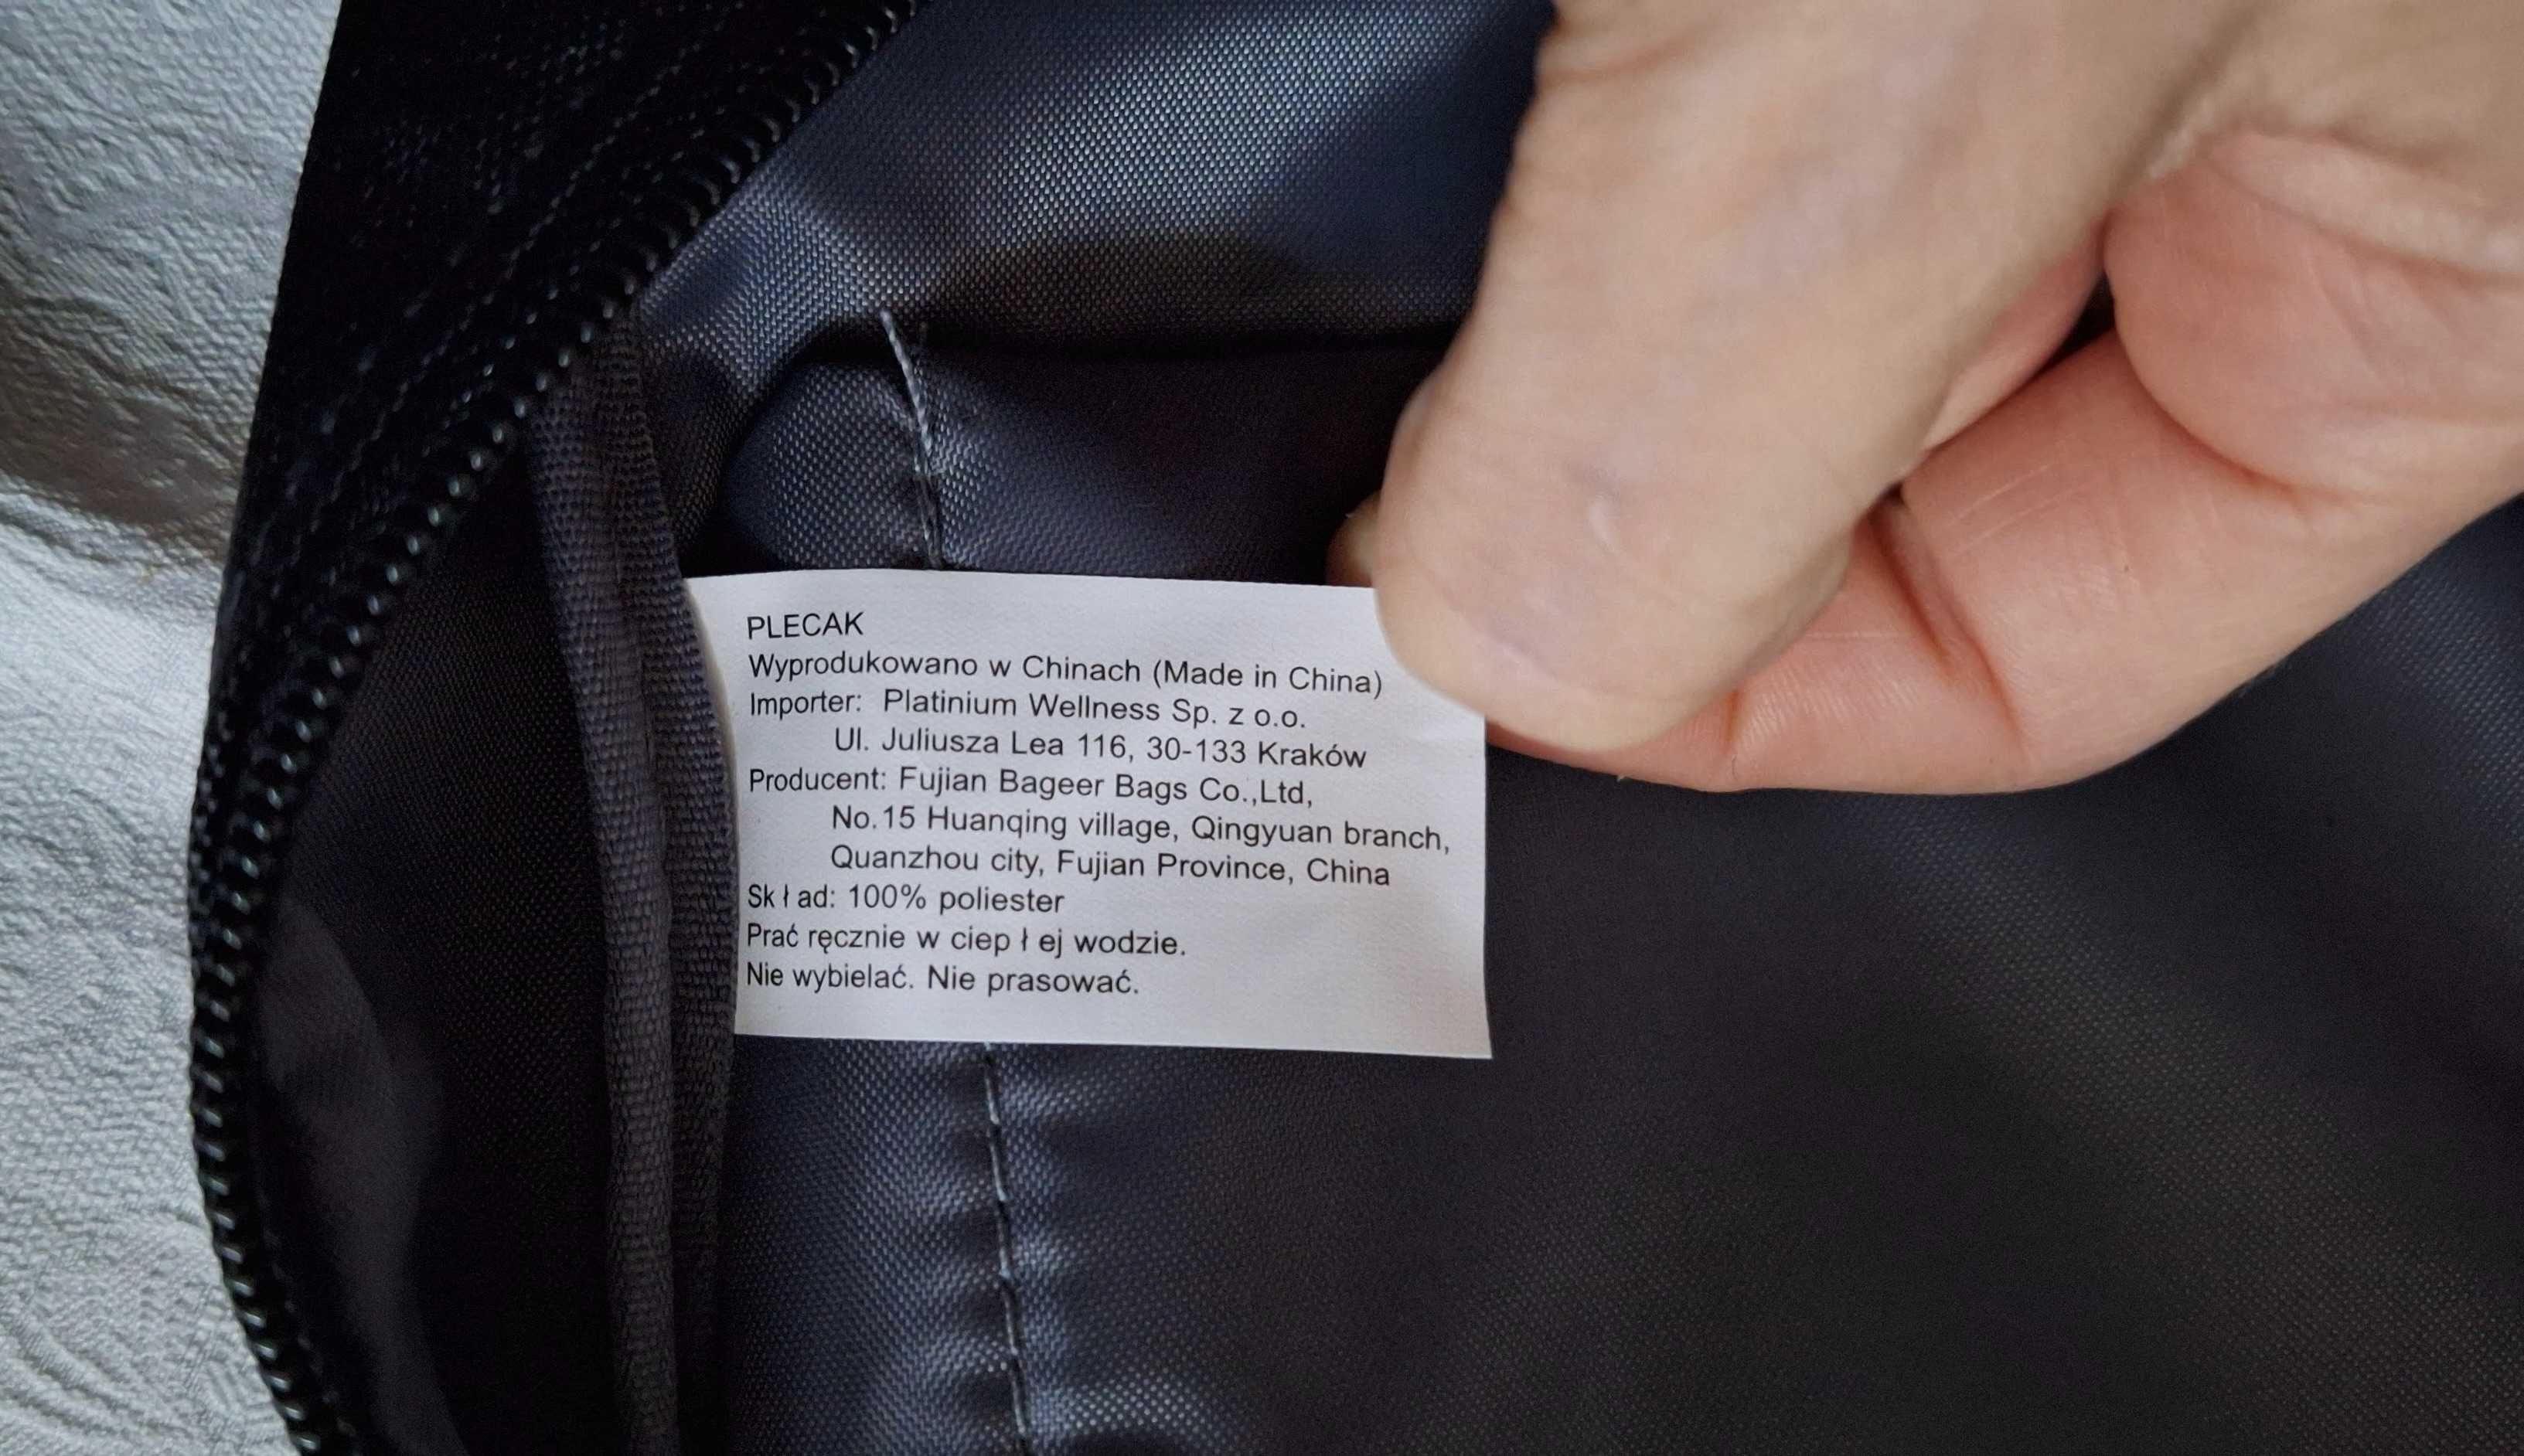 PLECAK
Wyprodukowano w Chinach (Made in China)
Importer: Platinium Wellness Sp. z o.o.
Ul. Juliusza Lea 116, 30-133 Kraków
Producent: Fujian Bageer Bags Co.,Ltd,
No.15 Huanqing village, Qingyuan branch,
Quanzhou city, Fujian Province, China
Sk ł ad: 100% poliester
Prać ręcznie w ciep ł ej wodzie.
Nie wybielać. Nie prasować.